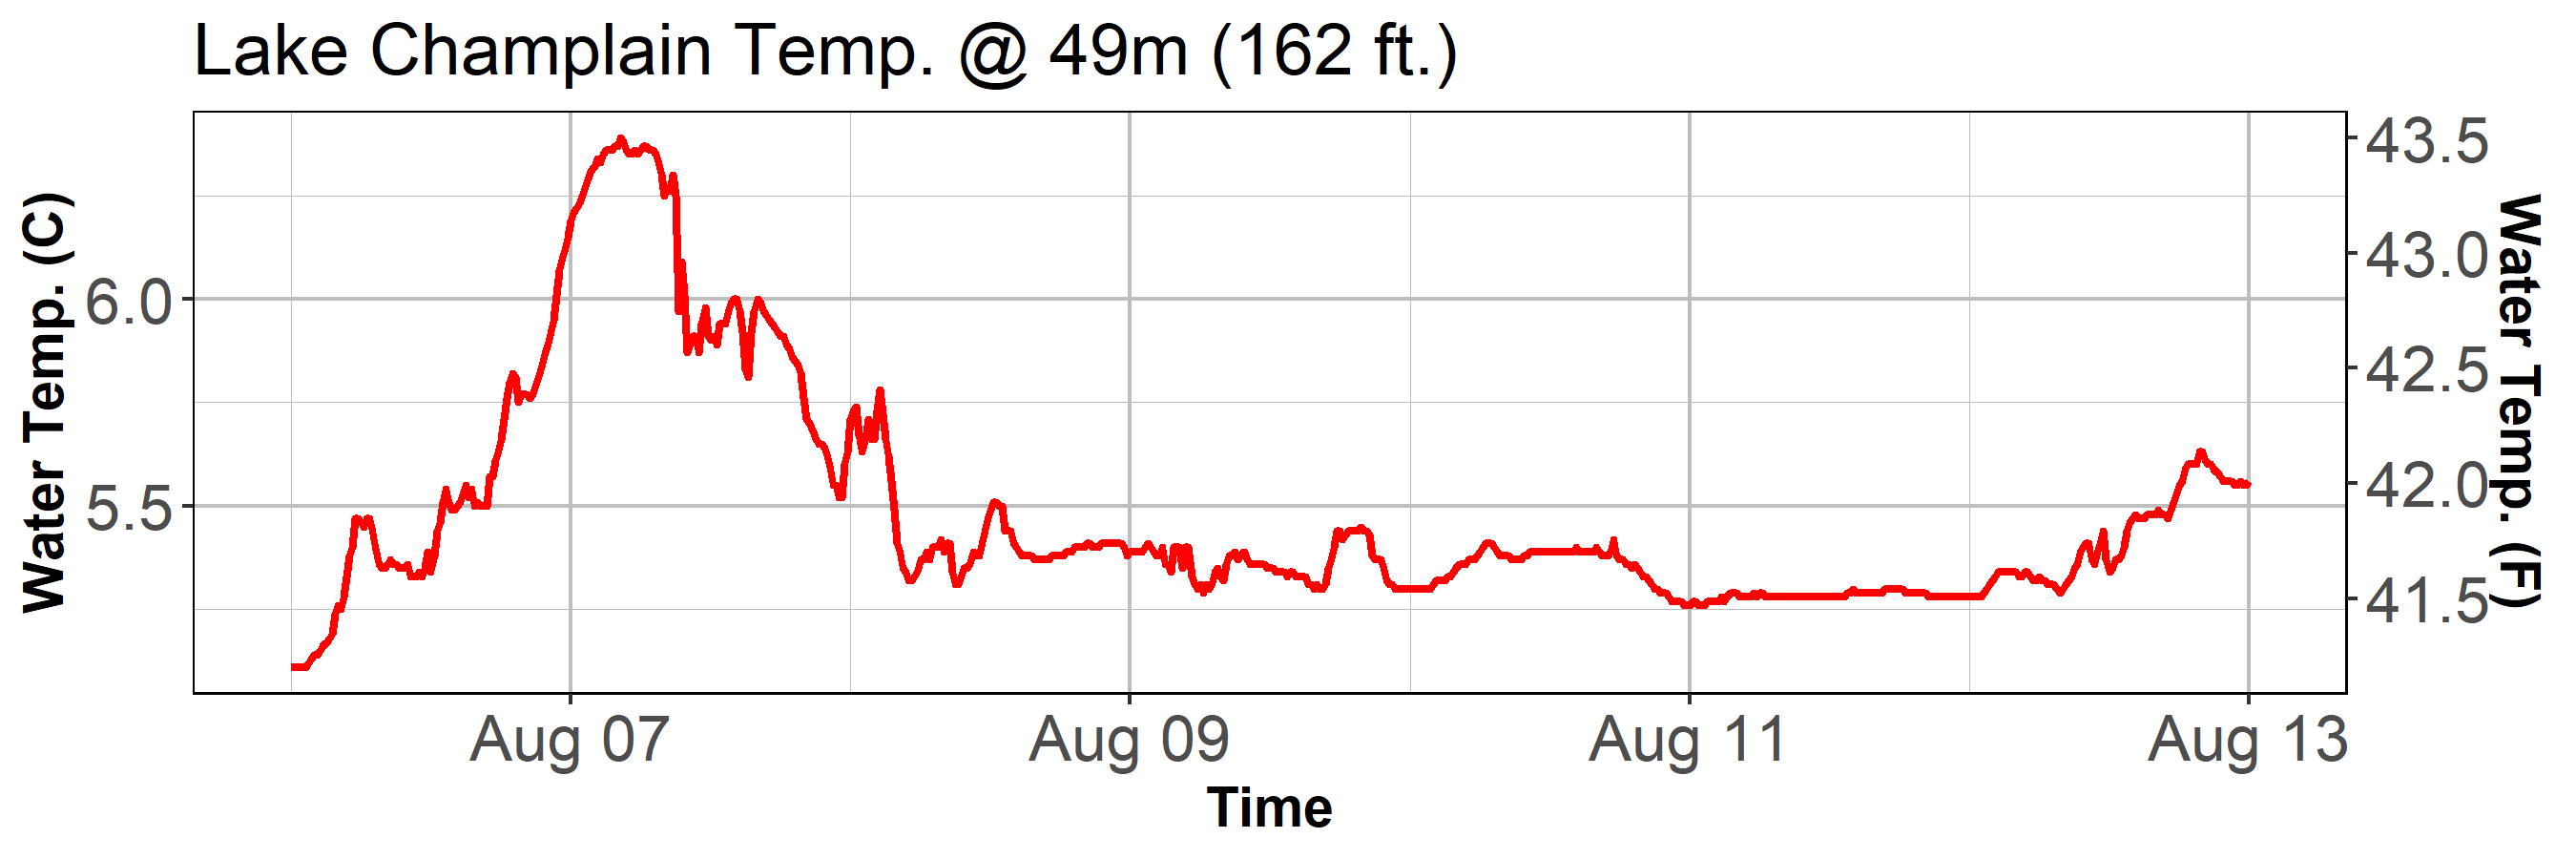 Lake Champlain Temp. @ 49m (162 ft.)
Water Temp. (C)
6.0
5.5
43.5
43.0
42.5
42.0
41.5
Water Temp. (F)
Aug 07
Aug 09
Aug 11
Aug 13
Time